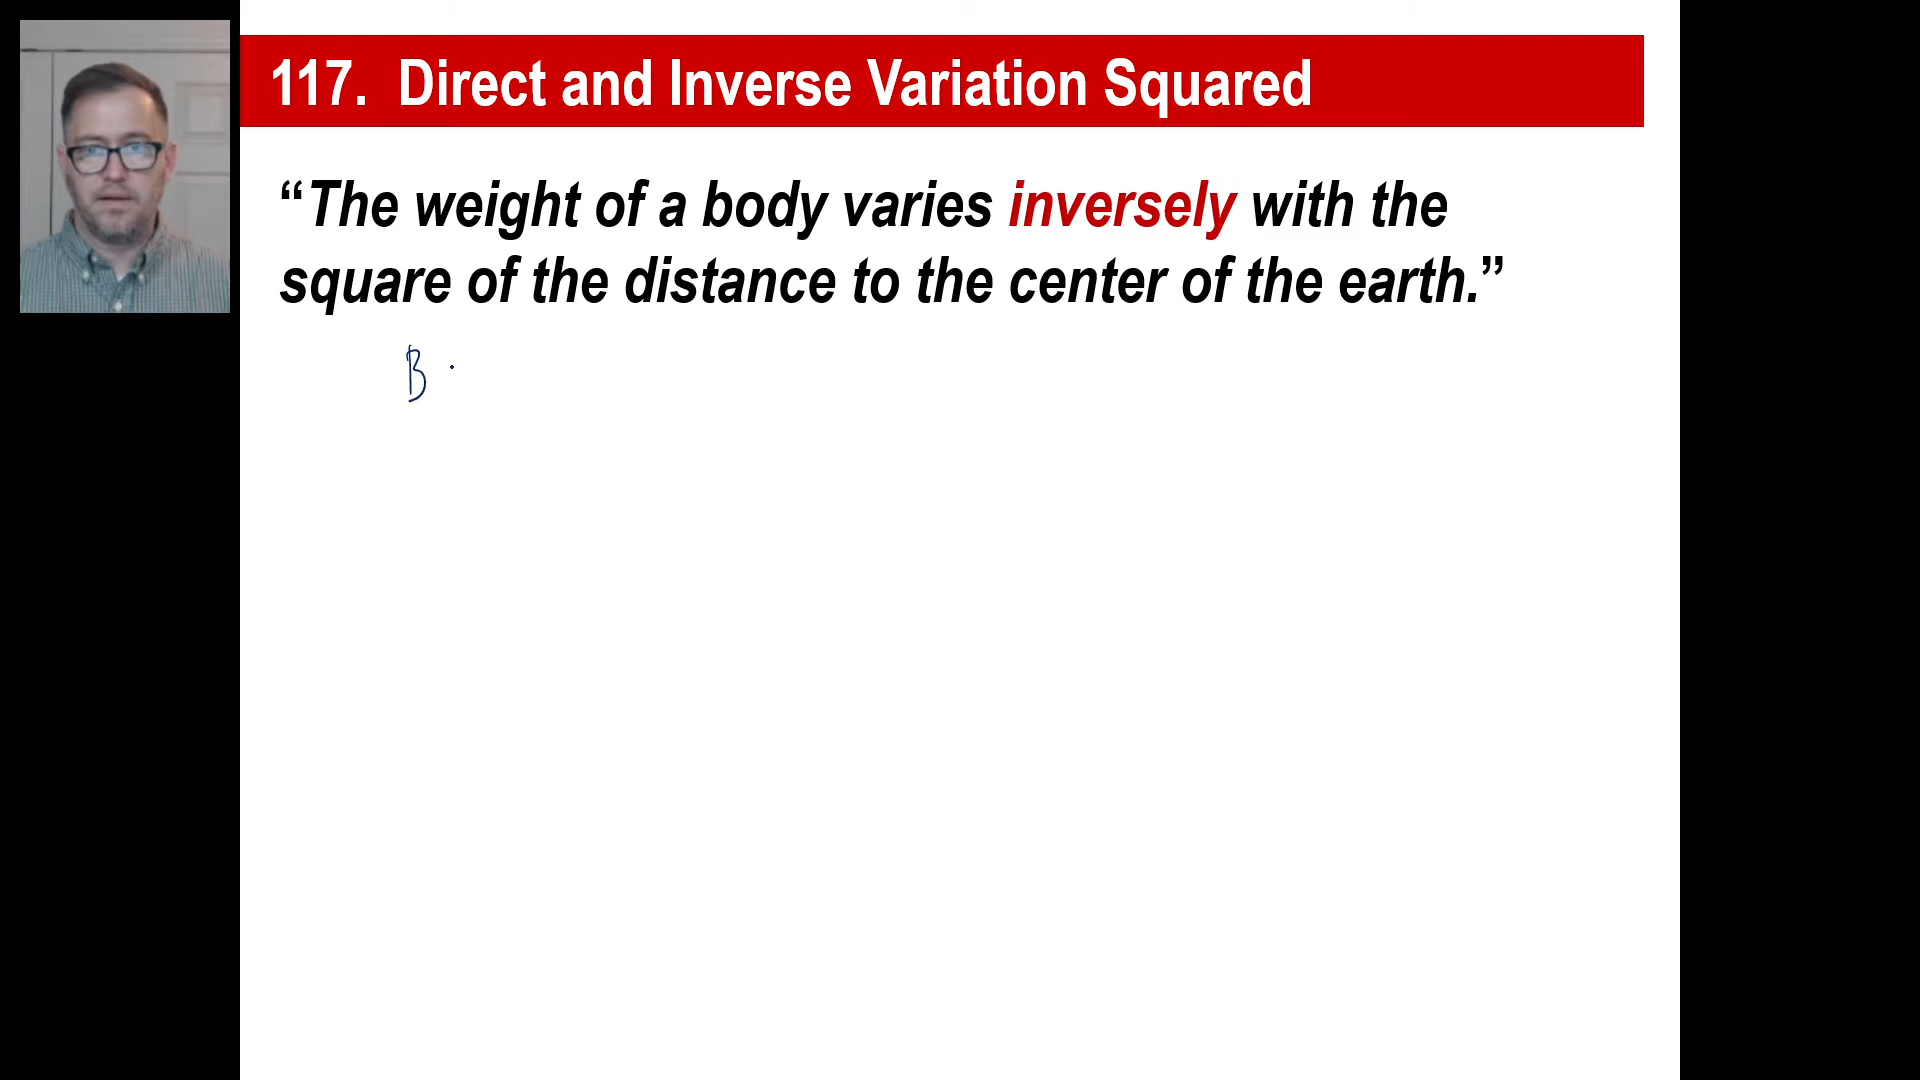 117. Direct and Inverse Variation Squared
“The weight of a body varies inversely with the
square of the distance to the center of the earth.”
B